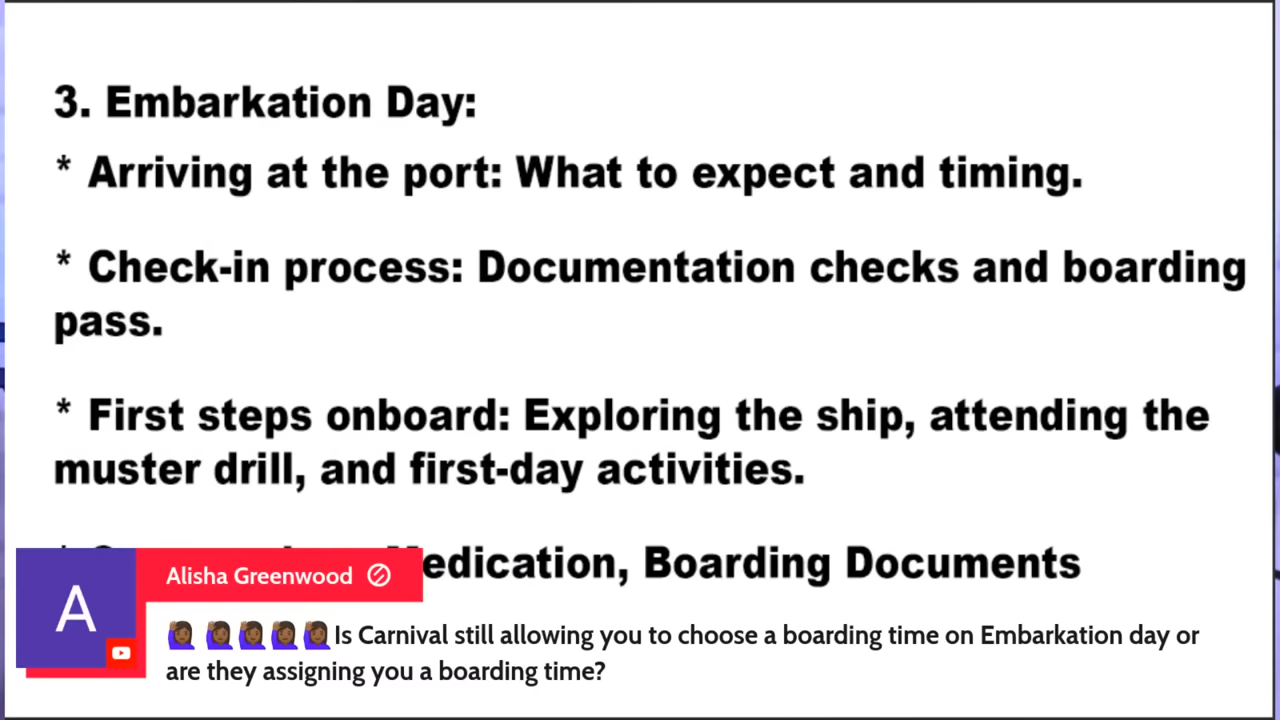 3. Embarkation Day:
* Arriving at the port: What to expect and timing.
* Check-in process: Documentation checks and boarding
pass.
* First steps onboard: Exploring the ship, attending the
muster drill, and first-day activities.
Medication, Boarding Documents
A
Alisha Greenwood
🙋🏾‍♀️ 🙋🏾‍♀️ 🙋🏾‍♀️ 🙋🏾‍♀️ 🙋🏾‍♀️Is Carnival still allowing you to choose a boarding time on Embarkation day or
are they assigning you a boarding time?